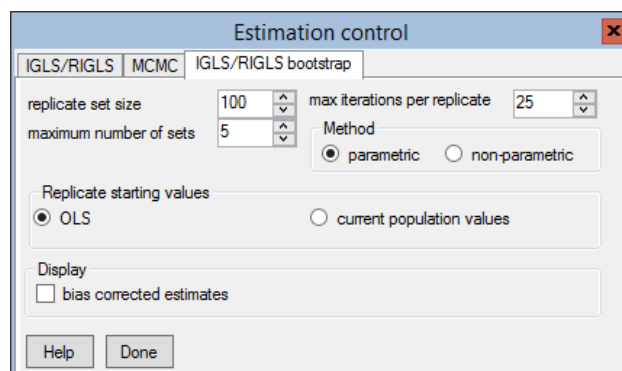 Estimation control
x
IGLS/RIGLS MCMC IGLS/RIGLS bootstrap
replicate set size 100 max iterations per replicate 25
maximum number of sets 5
Method
parametric non-parametric
Replicate starting values
OLS current population values
Display
bias corrected estimates
Help Done